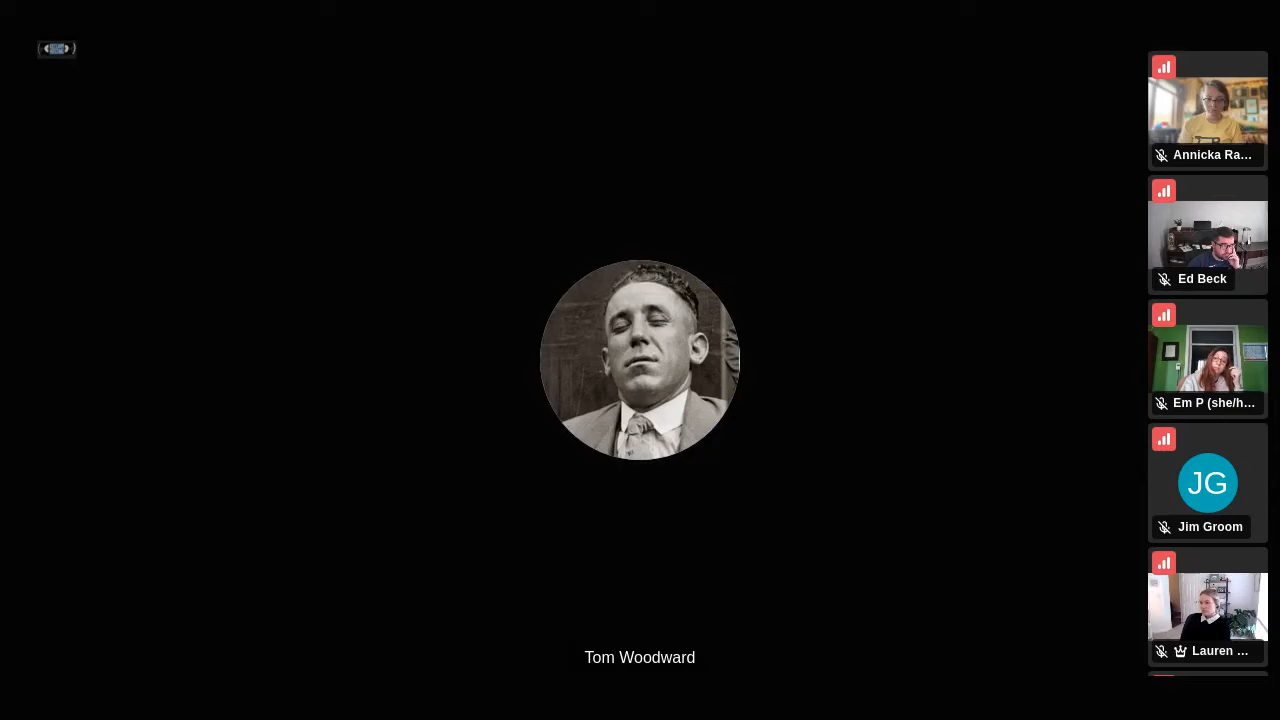 Annicka Ra...
Ed Beck
Em P (she/h...
JG
Jim Groom
Lauren ...
Tom Woodward